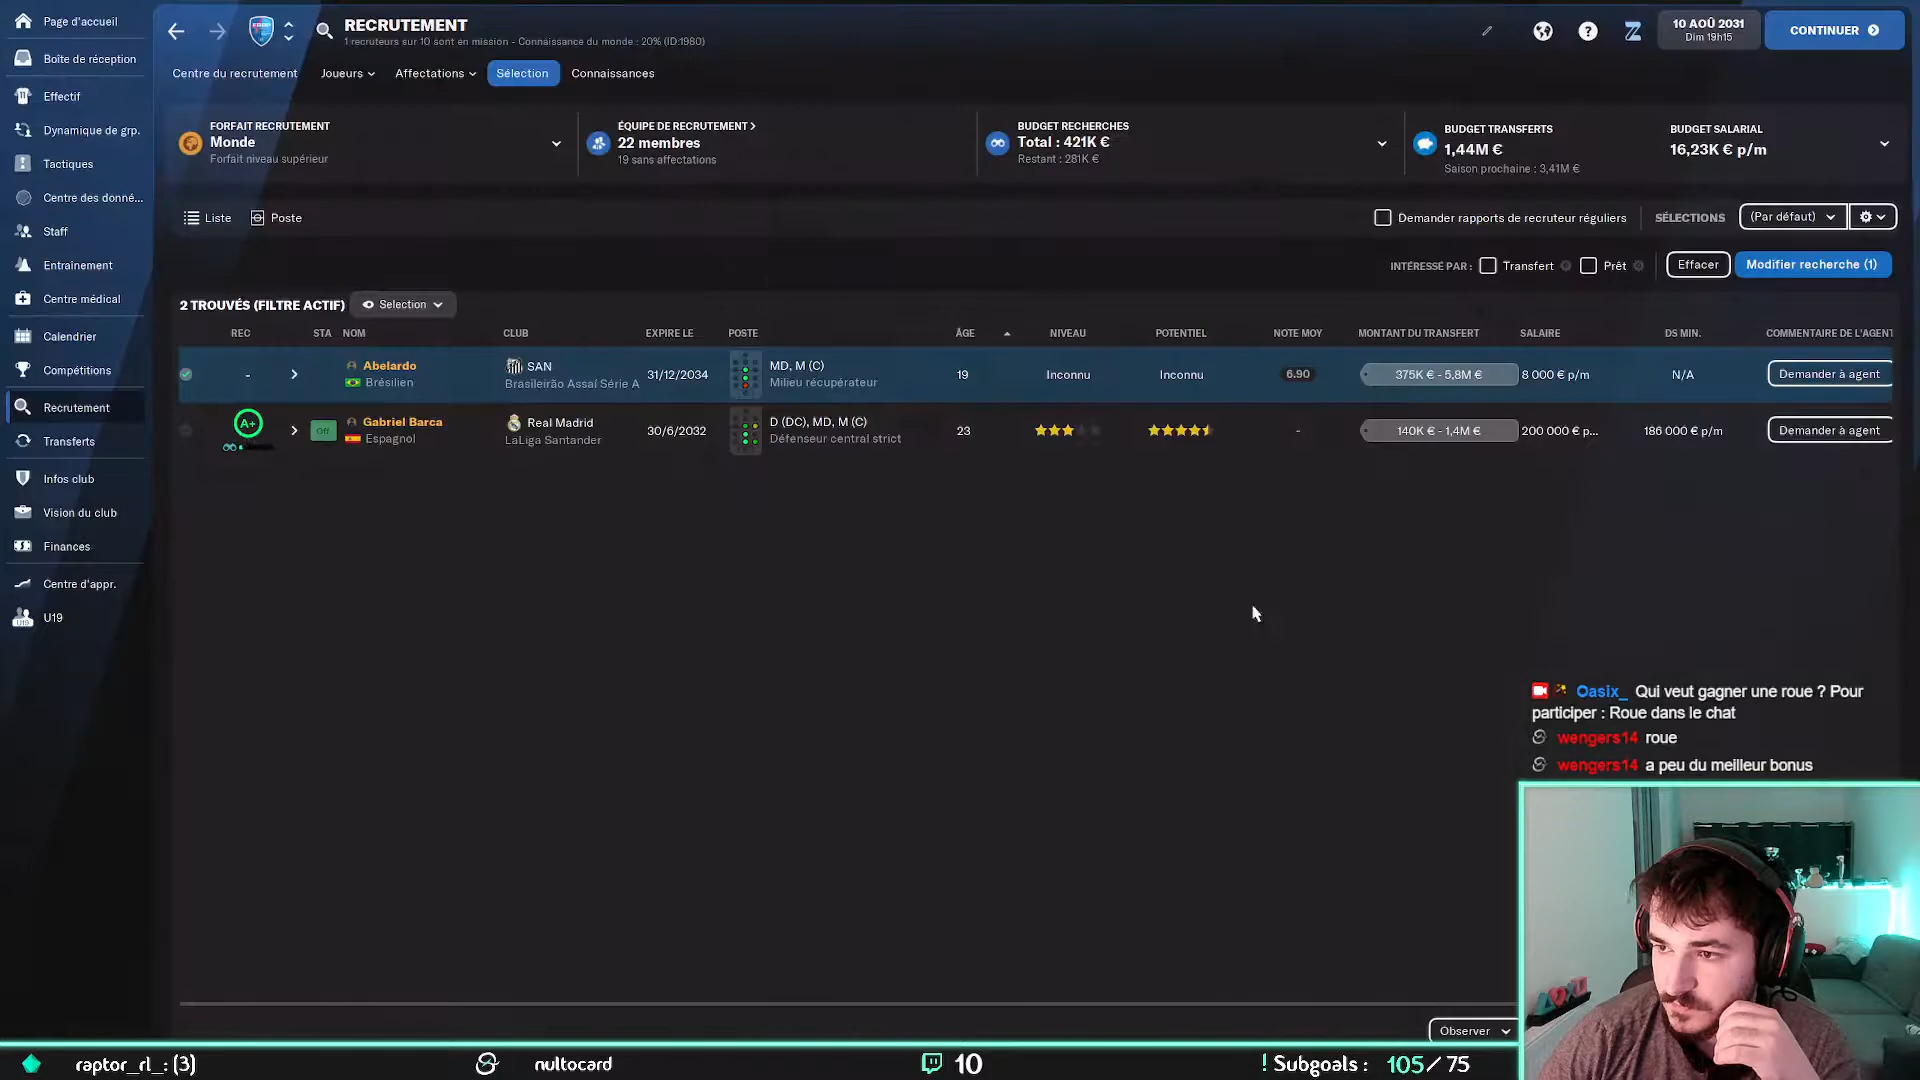 Page d'accueil
Boîte de réception
Effectif
Dynamique de grp.
Tactiques
Centre des donné...
Staff
Entraînement
Centre médical
Calendrier
Compétitions
Recrutement
Transferts
Infos club
Vision du club
Finances
Centre d'appr.
U19
RECRUTEMENT
1 recruteurs sur 10 sont en mission - Connaissance du monde : 20% (ID:1980)
10 AOÛ 2031
Dim 19h15
CONTINUER
Centre du recrutement
Joueurs
Affectations
Sélection
Connaissances
FORFAIT RECRUTEMENT
Monde
Forfait niveau supérieur
ÉQUIPE DE RECRUTEMENT >
22 membres
19 sans affectations
BUDGET RECHERCHES
Total : 421K €
Restant : 281K €
BUDGET TRANSFERTS
1,44M €
Saison prochaine : 3,41M €
BUDGET SALARIAL
16,23K € p/m
Liste
Poste
Demander rapports de recruteur réguliers
SÉLECTIONS
(Par défaut)
INTÉRESSÉ PAR :
Transfert
Prêt
Effacer
Modifier recherche (1)
2 TROUVÉS (FILTRE ACTIF)
Selection
REC STA NOM CLUB EXPIRE LE POSTE ÂGE NIVEAU POTENTIEL NOTE MOY MONTANT DU TRANSFERT SALAIRE DS MIN. COMMENTAIRE DE L'AGENT
- Abelardo SAN 31/12/2034 MD, M (C) 19 Inconnu Inconnu 6.90 375K € - 5,8M € 8 000 € p/m N/A Demander à agent
Brésilien Brasileirão Assaí Série A Milieu récupérateur
A+ Off Gabriel Barca Real Madrid 30/6/2032 D (DC), MD, M (C) 23 - 140K € - 1,4M € 200 000 € p... 186 000 € p/m Demander à agent
Espagnol LaLiga Santander Défenseur central strict
Oasix_ Qui veut gagner une roue ? Pour
participer : Roue dans le chat
wengers14 roue
wengers14 a peu du meilleur bonus
Observer
raptor_rl_: (3)
nultocard
10
! Subgoals : 105 / 75